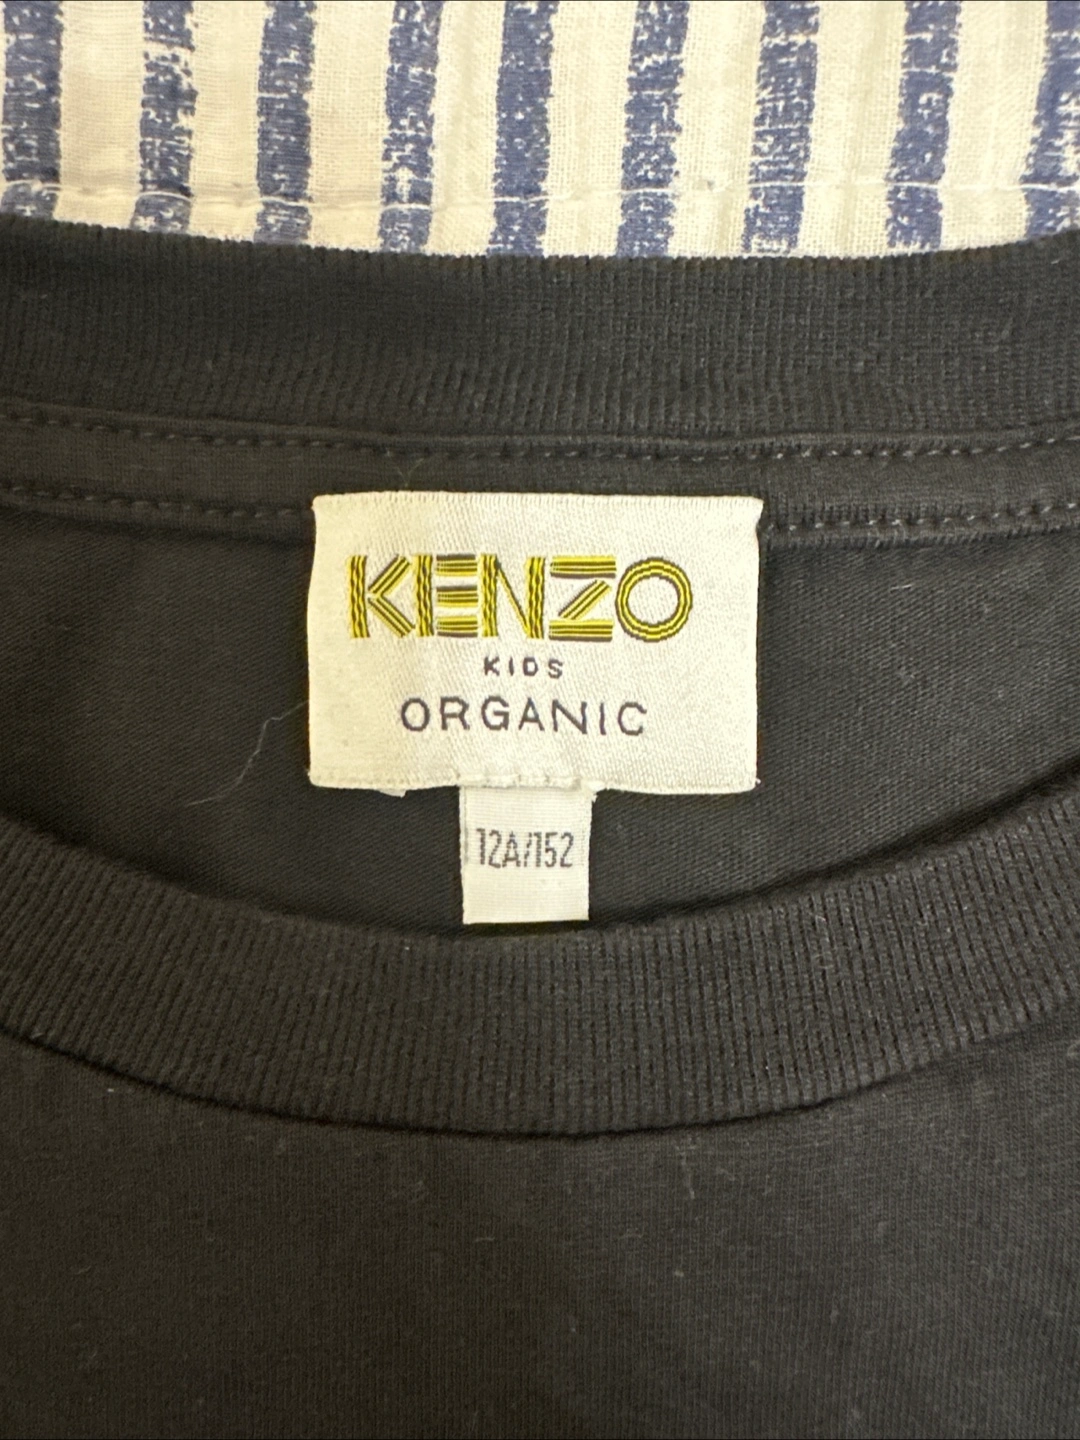 KENZO
KIDS
ORGANIC
12A/152